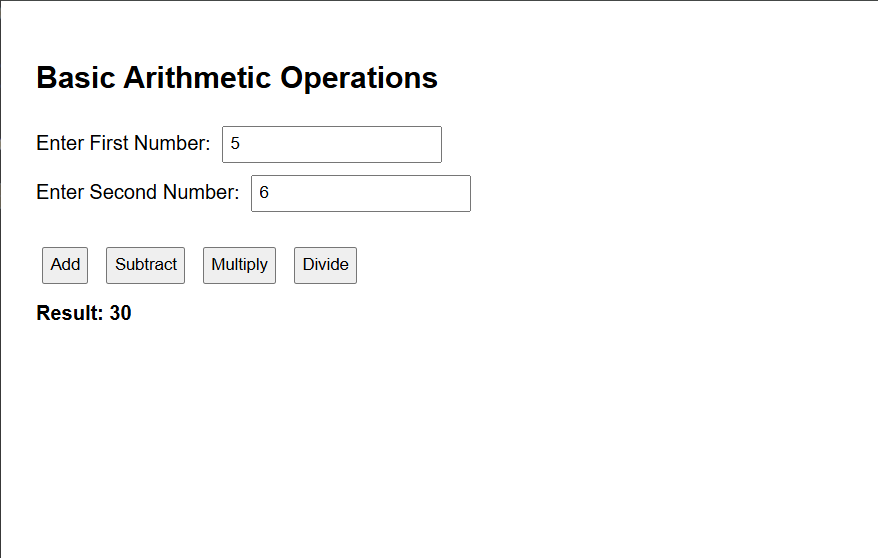 Basic Arithmetic Operations
Enter First Number: 5
Enter Second Number: 6
Add Subtract Multiply Divide
Result: 30